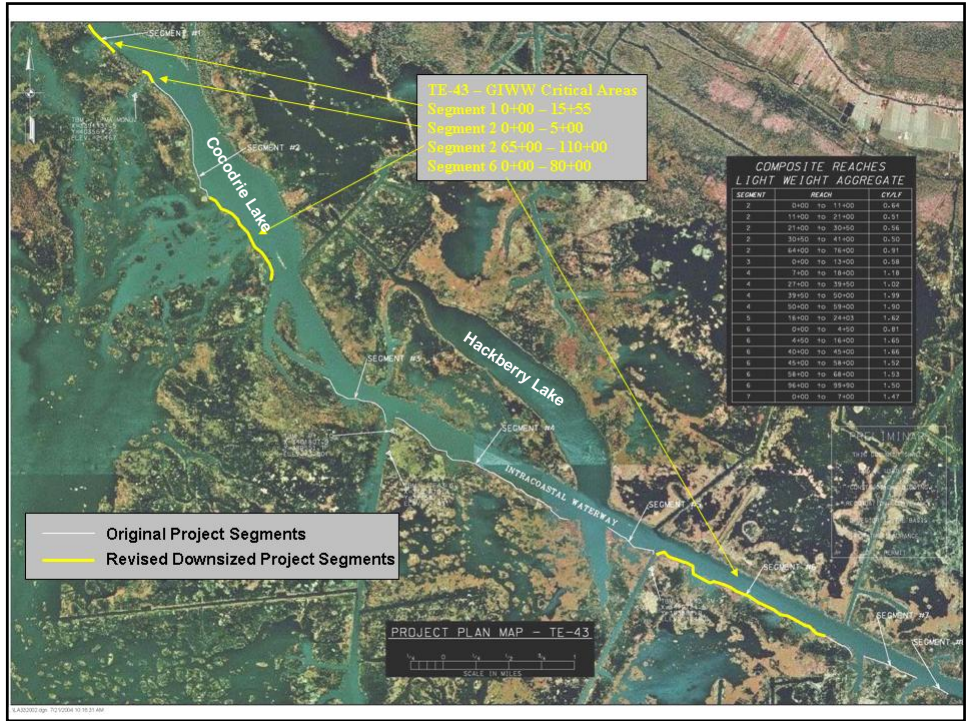 SEGMENT #1
TE-43 – GIWW Critical Areas
Segment 1 0+00 – 15+55
Segment 2 0+00 – 5+00
Segment 2 65+00 – 110+00
Segment 6 0+00 – 80+00
SEGMENT #2
Cocodrie Lake
COMPOSITE REACHES
LIGHT WEIGHT AGGREGATE
SEGMENT REACH CY/LF
2 0+00 to 11+00 0.64
2 11+00 to 21+00 0.51
2 21+00 to 30+50 0.56
2 30+50 to 41+00 0.50
2 64+00 to 76+00 0.91
3 0+00 to 13+00 0.58
4 7+00 to 18+00 1.18
4 27+00 to 39+50 1.02
4 39+50 to 50+00 1.99
4 50+00 to 59+00 1.90
5 16+00 to 24+03 1.62
6 0+00 to 4+50 0.81
6 4+50 to 16+00 1.65
6 40+00 to 45+00 1.66
6 45+00 to 58+00 1.52
6 58+00 to 68+00 1.53
6 96+00 to 99+90 1.50
7 0+00 to 7+00 1.47
Hackberry Lake
SEGMENT #3
SEGMENT #4
INTRACOASTAL WATERWAY
PERMIT
Original Project Segments
Revised Downsized Project Segments
SEGMENT #6
SEGMENT #7
PROJECT PLAN MAP - TE-43
SCALE IN MILES
7/21/2004 10:16:31 AM